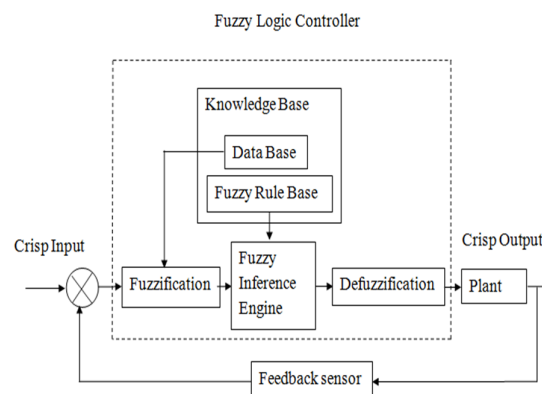 Fuzzy Logic Controller
Knowledge Base
Data Base
Fuzzy Rule Base
Crisp Input
Crisp Output
Fuzzification
Fuzzy
Inference
Engine
Defuzzification
Plant
Feedback sensor